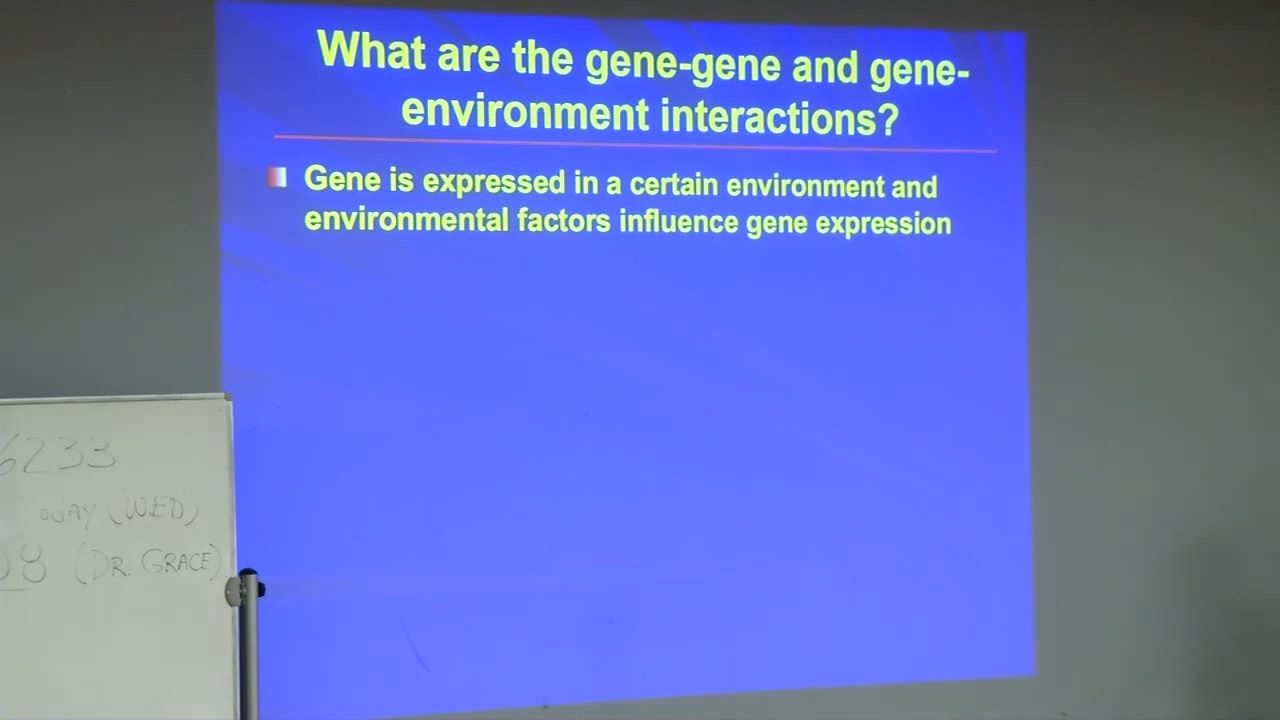 What are the gene-gene and gene-
environment interactions?
Gene is expressed in a certain environment and
environmental factors influence gene expression
6233
(WED)
8 (DR. GRACE)